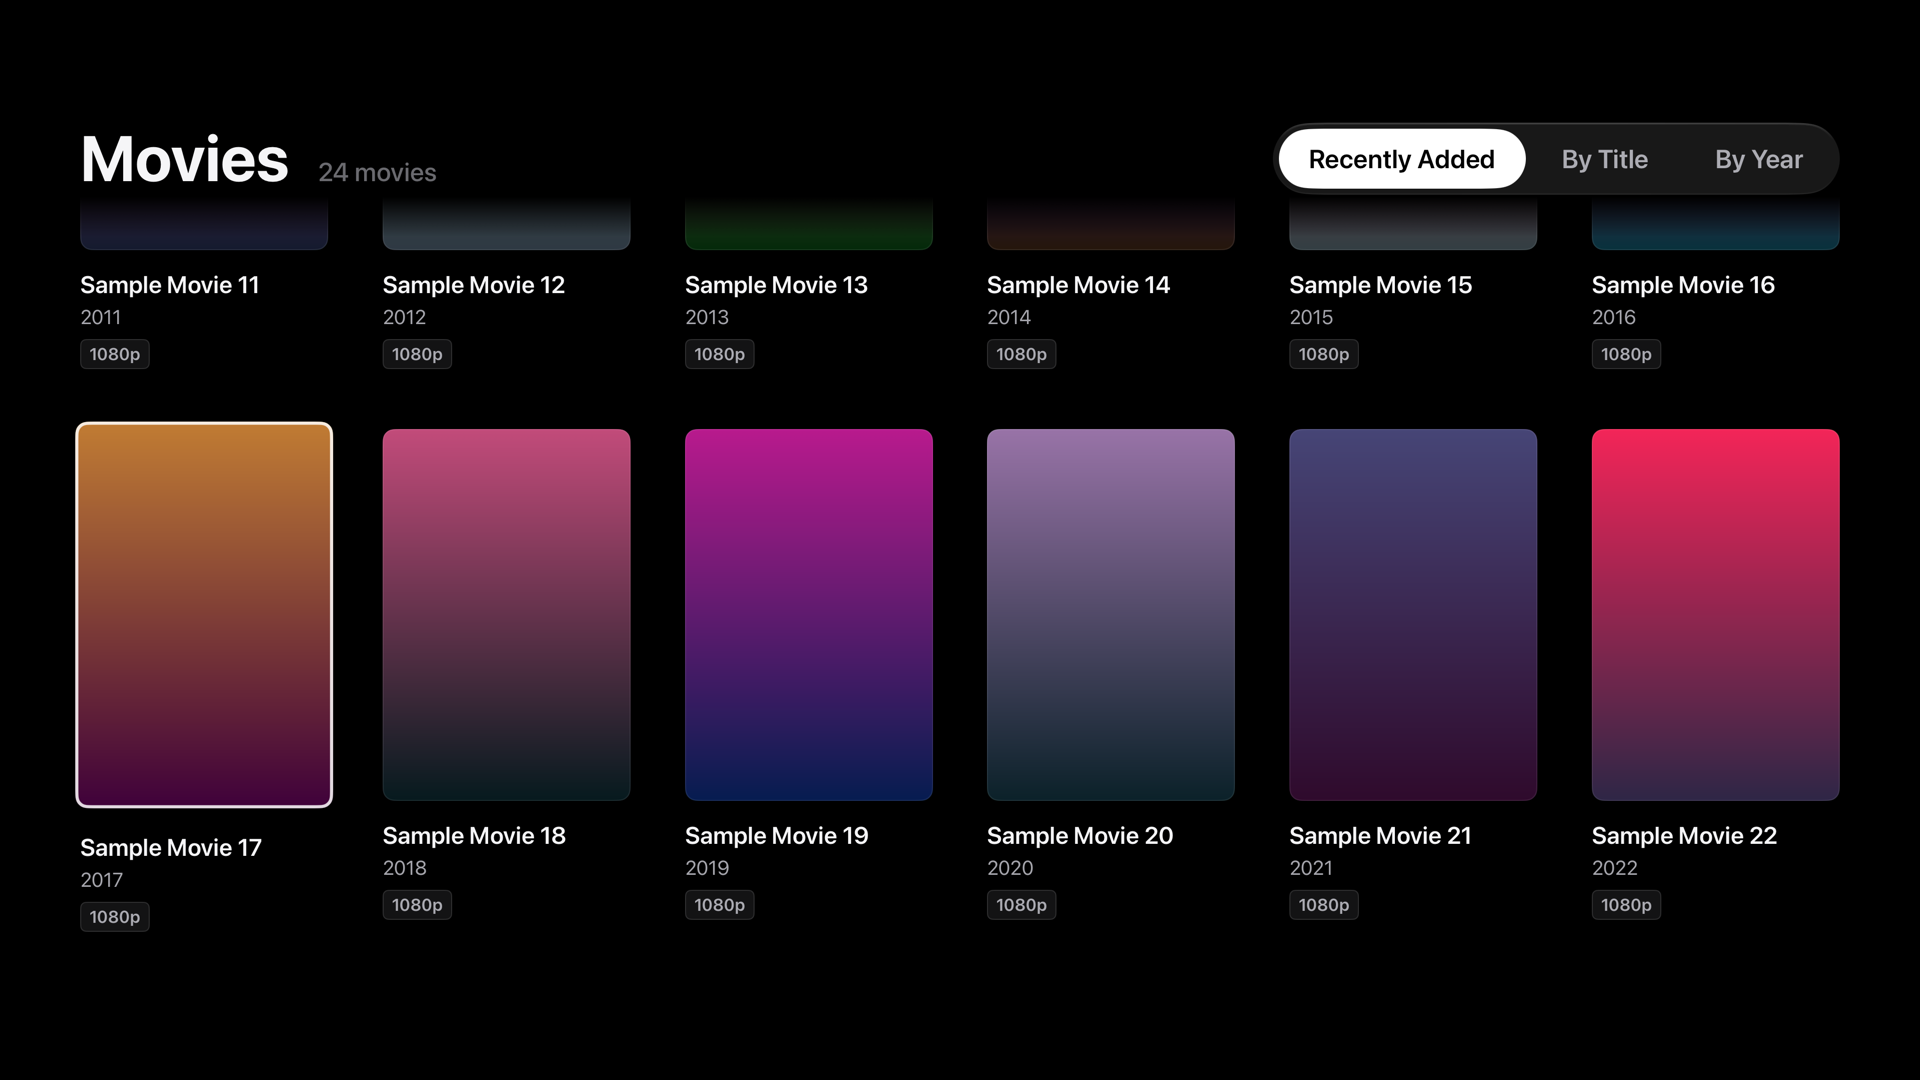 Movies 24 movies
Recently Added By Title By Year
Sample Movie 11
2011
1080p
Sample Movie 12
2012
1080p
Sample Movie 13
2013
1080p
Sample Movie 14
2014
1080p
Sample Movie 15
2015
1080p
Sample Movie 16
2016
1080p
Sample Movie 17
2017
1080p
Sample Movie 18
2018
1080p
Sample Movie 19
2019
1080p
Sample Movie 20
2020
1080p
Sample Movie 21
2021
1080p
Sample Movie 22
2022
1080p